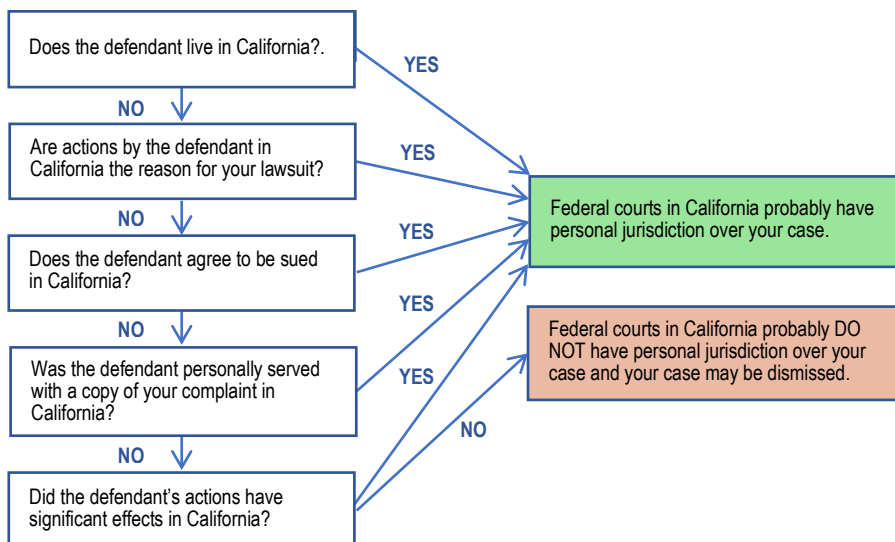 Does the defendant live in California?.
YES
NO
Are actions by the defendant in
California the reason for your lawsuit?
YES
NO
Does the defendant agree to be sued
in California?
YES
NO
Was the defendant personally served
with a copy of your complaint in
California?
YES
NO
Did the defendant’s actions have
significant effects in California?
YES
NO
Federal courts in California probably have
personal jurisdiction over your case.
Federal courts in California probably DO
NOT have personal jurisdiction over your
case and your case may be dismissed.